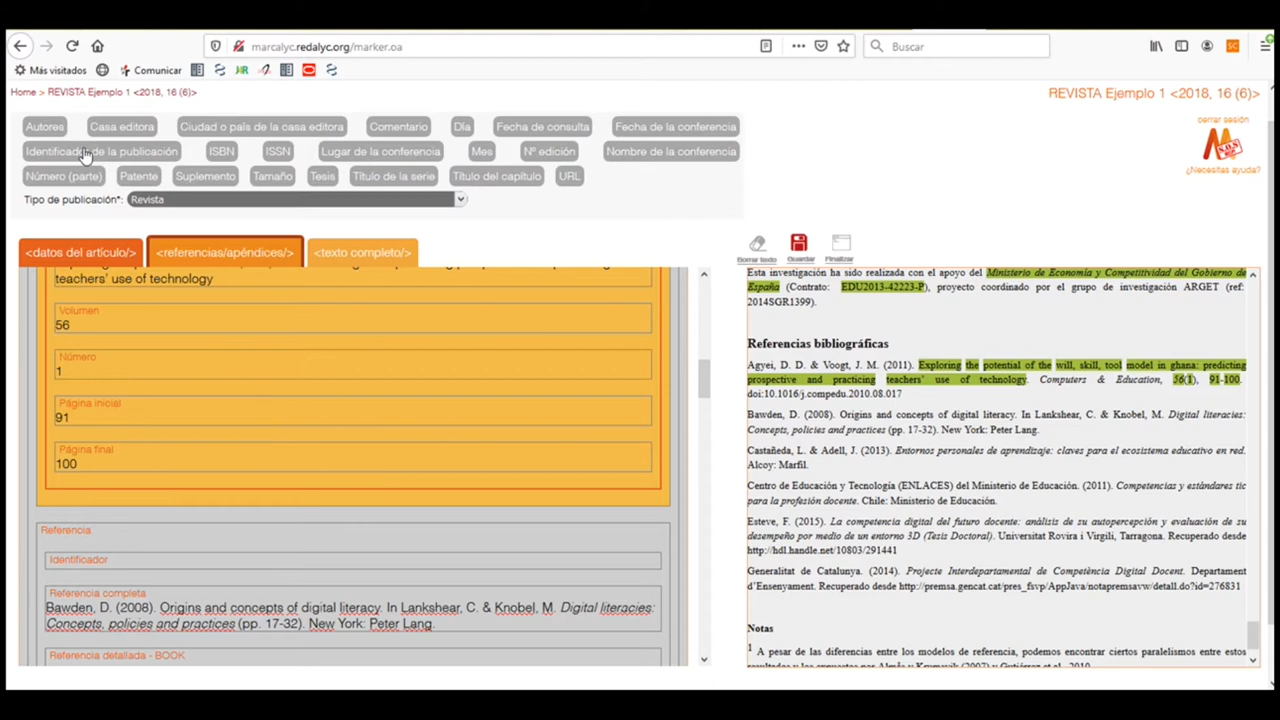 marcalyc.redalyc.org/marker.oa
Buscar
Más visitados
Comunicar
Home > REVISTA Ejemplo 1 <2018, 16 (6)>
REVISTA Ejemplo 1 <2018, 16 (6)>
Autores Casa editora Ciudad o país de la casa editora Comentario Día Fecha de consulta Fecha de la conferencia
Identificador de la publicación ISBN ISSN Lugar de la conferencia Mes Nº edición Nombre de la conferencia
Número (parte) Patente Suplemento Tamaño Tesis Título de la serie Título del capítulo URL
Tipo de publicación*: Revista
cerrar sesión
¿Necesitas ayuda?
<datos del artículo/> <referencias/apéndices/> <texto completo/>
Borrar texto Guardar Finalizar
teachers' use of technology
Volumen
56
Número
1
Página inicial
91
Página final
100
Referencia
Identificador
Referencia completa
Bawden, D. (2008). Origins and concepts of digital literacy. In Lankshear, C. & Knobel, M. Digital literacies:
Concepts, policies and practices (pp. 17-32). New York: Peter Lang.
Referencia detallada - BOOK
Esta investigación ha sido realizada con el apoyo del Ministerio de Economía y Competitividad del Gobierno de
España (Contrato: EDU2013-42223-P), proyecto coordinado por el grupo de investigación ARGET (ref:
2014SGR1399).
Referencias bibliográficas
Agyei, D. D. & Voogt, J. M. (2011). Exploring the potential of the will, skill, tool model in ghana: predicting
prospective and practicing teachers' use of technology. Computers & Education, 56(1), 91-100.
doi:10.1016/j.compedu.2010.08.017
Bawden, D. (2008). Origins and concepts of digital literacy. In Lankshear, C. & Knobel, M. Digital literacies:
Concepts, policies and practices (pp. 17-32). New York: Peter Lang.
Castañeda, L. & Adell, J. (2013). Entornos personales de aprendizaje: claves para el ecosistema educativo en red.
Alcoy: Marfil.
Centro de Educación y Tecnología (ENLACES) del Ministerio de Educación. (2011). Competencias y estándares tic
para la profesión docente. Chile: Ministerio de Educación.
Esteve, F. (2015). La competencia digital del futuro docente: análisis de su autopercepción y evaluación de su
desempeño por medio de un entorno 3D (Tesis Doctoral). Universitat Rovira i Virgili, Tarragona. Recuperado desde
http://hdl.handle.net/10803/291441
Generalitat de Catalunya. (2014). Projecte Interdepartamental de Competència Digital Docent. Departament
d'Ensenyament. Recuperado desde http://premsa.gencat.cat/pres_fsvp/AppJava/notapremsavw/detall.do?id=276831
Notas
1 A pesar de las diferencias entre los modelos de referencia, podemos encontrar ciertos paralelismos entre estos